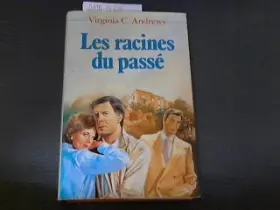 Virginia C. Andrews
Les racines
du passé